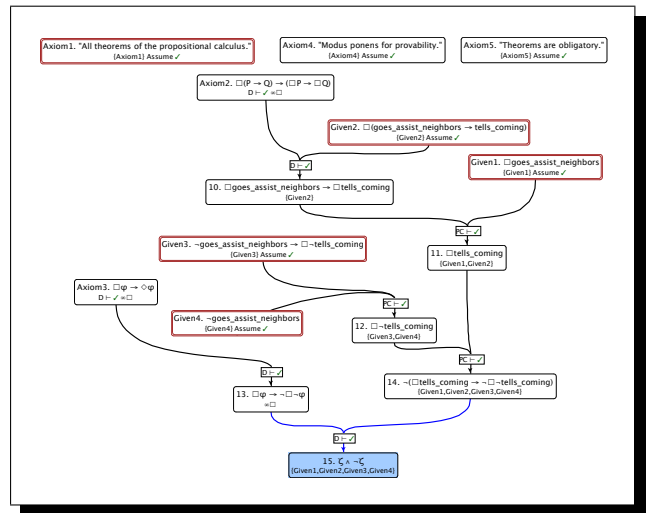 Axiom1. "All theorems of the propositional calculus."
{Axiom1} Assume ✓
Axiom4. "Modus ponens for provability."
{Axiom4} Assume ✓
Axiom5. "Theorems are obligatory."
{Axiom5} Assume ✓
Axiom2. □(P → Q) → (□P → □Q)
D ⊢ ✓ ∞□
Given2. □(goes_assist_neighbors → tells_coming)
{Given2} Assume ✓
Given1. □goes_assist_neighbors
{Given1} Assume ✓
D ⊢ ✓
10. □goes_assist_neighbors → □tells_coming
{Given2}
PC ⊢ ✓
Given3. ¬goes_assist_neighbors → □¬tells_coming
{Given3} Assume ✓
11. □tells_coming
{Given1,Given2}
Axiom3. □φ → ◇φ
D ⊢ ✓ ∞□
PC ⊢ ✓
Given4. ¬goes_assist_neighbors
{Given4} Assume ✓
12. □¬tells_coming
{Given3,Given4}
PC ⊢ ✓
D ⊢ ✓
14. ¬(□tells_coming → ¬□¬tells_coming)
{Given1,Given2,Given3,Given4}
13. □φ → ¬□¬φ
∞□
D ⊢ ✓
15. ζ ∧ ¬ζ
{Given1,Given2,Given3,Given4}